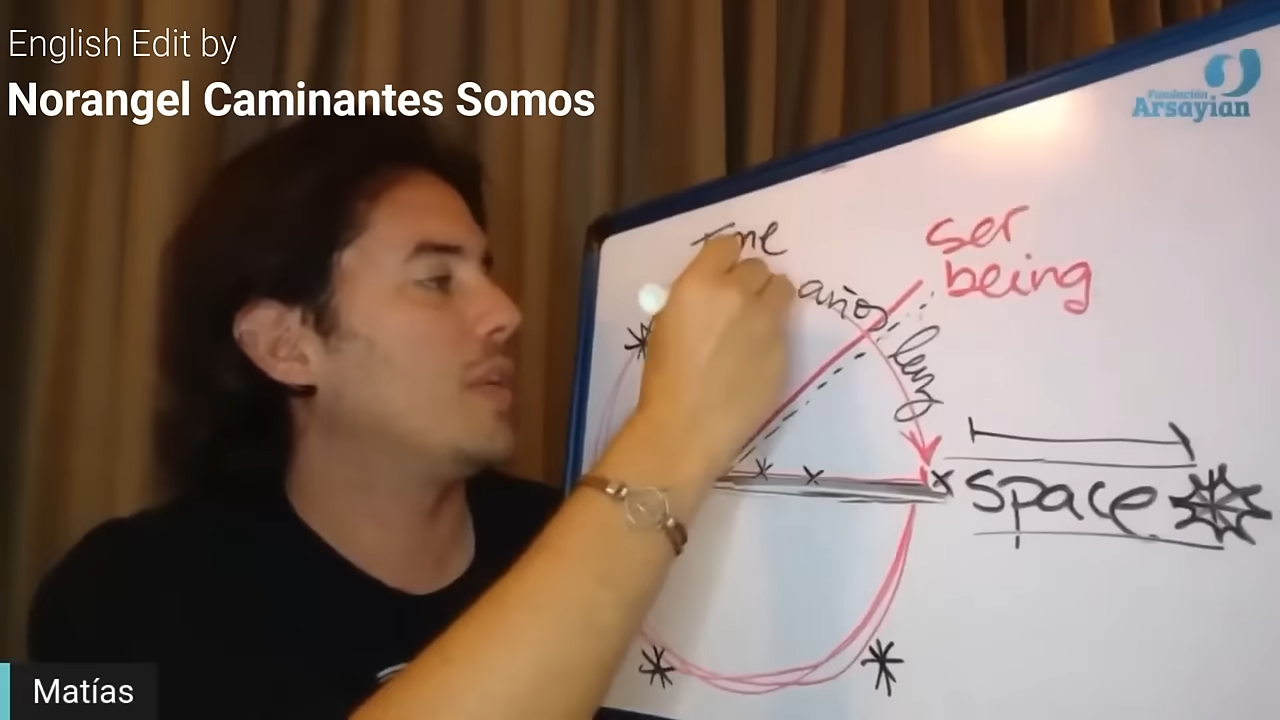 English Edit by
Norangel Caminantes Somos
Fundación
Arsayian
Time
ser
being
años
luz
space
Matías